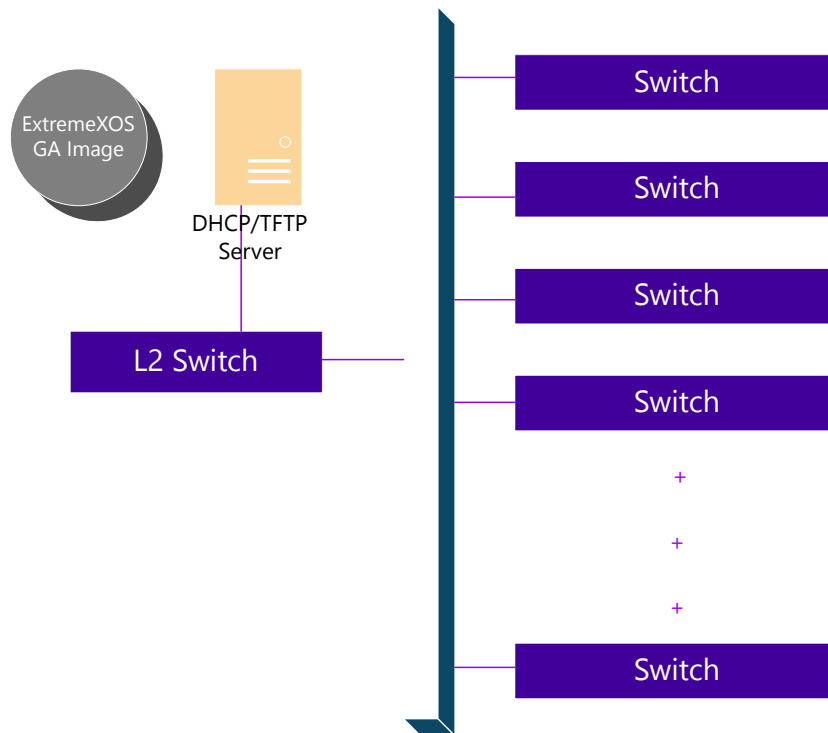 ExtremeXOS
GA Image
DHCP/TFTP
Server
L2 Switch
Switch
Switch
Switch
Switch
+
+
+
Switch